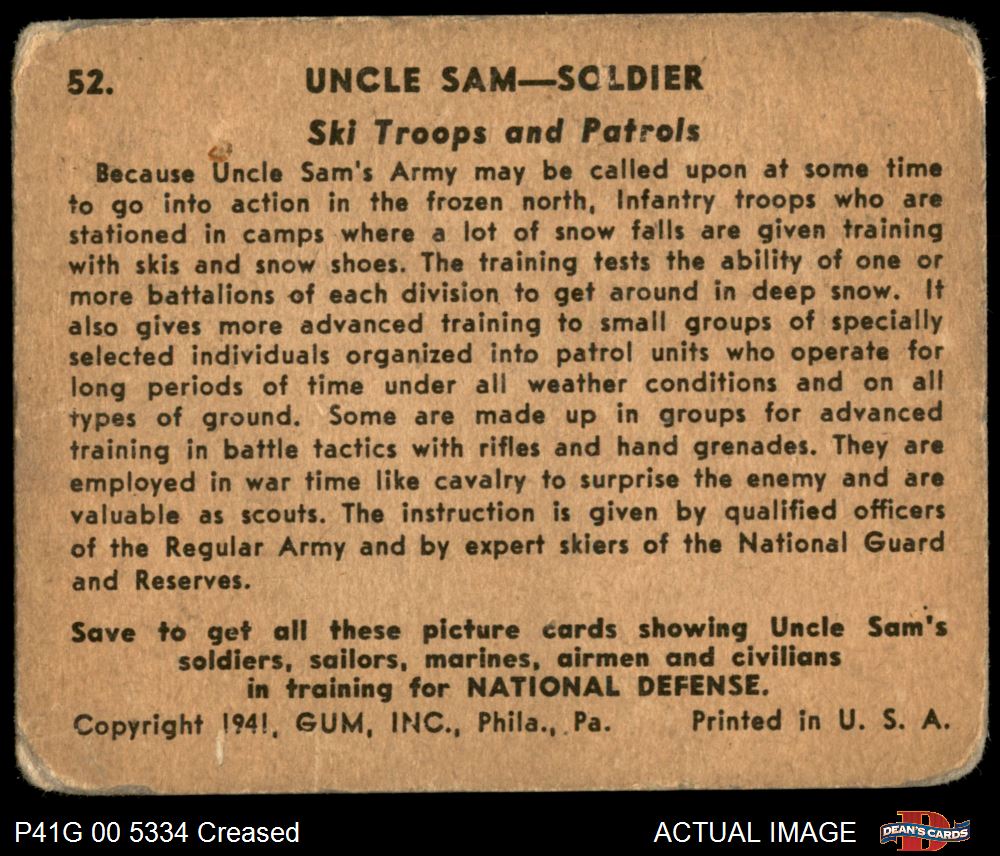 52. UNCLE SAM—SOLDIER
Ski Troops and Patrols
Because Uncle Sam's Army may be called upon at some time
to go into action in the frozen north, Infantry troops who are
stationed in camps where a lot of snow falls are given training
with skis and snow shoes. The training tests the ability of one or
more battalions of each division to get around in deep snow. It
also gives more advanced training to small groups of specially
selected individuals organized into patrol units who operate for
long periods of time under all weather conditions and on all
types of ground. Some are made up in groups for advanced
training in battle tactics with rifles and hand grenades. They are
employed in war time like cavalry to surprise the enemy and are
valuable as scouts. The instruction is given by qualified officers
of the Regular Army and by expert skiers of the National Guard
and Reserves.
Save to get all these picture cards showing Uncle Sam's
soldiers, sailors, marines, airmen and civilians
in training for NATIONAL DEFENSE.
Copyright 1941, GUM, INC., Phila., Pa. Printed in U. S. A.
P41G 00 5334 Creased ACTUAL IMAGE DEAN'S CARDS